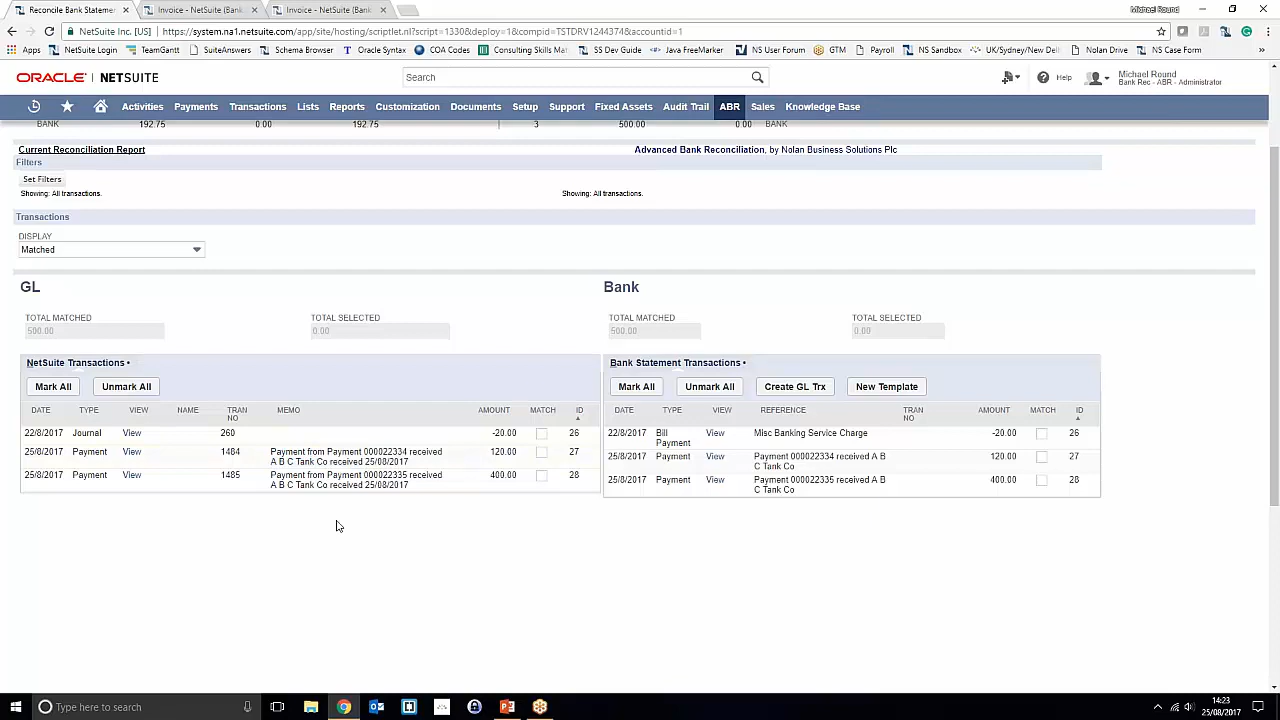 Reconcile Bank Statemen
Invoice - NetSuite (Bank
Invoice - NetSuite (Bank
Michael Round
NetSuite Inc. [US]
https://system.na1.netsuite.com/app/site/hosting/scriptlet.nl?script=1330&deploy=1&compid=TSTDRV1244374&accountid=1
Apps
NetSuite Login
TeamGantt
SuiteAnswers
Schema Browser
Oracle Syntax
COA Codes
Consulting Skills Mat
SS Dev Guide
Java FreeMarker
NS User Forum
GTM
Payroll
NS Sandbox
UK/Sydney/New Delh
Nolan Drive
NS Case Form
ORACLE | NETSUITE
Search
Help
Michael Round
Bank Rec - ABR - Administrator
Activities Payments Transactions Lists Reports Customization Documents Setup Support Fixed Assets Audit Trail ABR Sales Knowledge Base
BANK 192.75 0.00 192.75 3 500.00 0.00 BANK
Current Reconciliation Report
Advanced Bank Reconciliation, by Nolan Business Solutions Plc
Filters
Set Filters
Showing: All transactions. Showing: All transactions.
Transactions
DISPLAY
Matched
GL Bank
TOTAL MATCHED TOTAL SELECTED TOTAL MATCHED TOTAL SELECTED
500.00 0.00 500.00 0.00
NetSuite Transactions •
Mark All Unmark All
DATE TYPE VIEW NAME TRAN NO MEMO AMOUNT MATCH ID
22/8/2017 Journal View 260 -20.00 26
25/8/2017 Payment View 1484 Payment from Payment 000022334 received 120.00 27
A B C Tank Co received 25/08/2017
25/8/2017 Payment View 1485 Payment from Payment 000022335 received 400.00 28
A B C Tank Co received 25/08/2017
Bank Statement Transactions •
Mark All Unmark All Create GL Trx New Template
DATE TYPE VIEW REFERENCE TRAN NO AMOUNT MATCH ID
22/8/2017 Bill Payment View Misc Banking Service Charge -20.00 26
25/8/2017 Payment View Payment 000022334 received A B 120.00 27
C Tank Co
25/8/2017 Payment View Payment 000022335 received A B 400.00 28
C Tank Co
Type here to search
14:23
25/08/2017